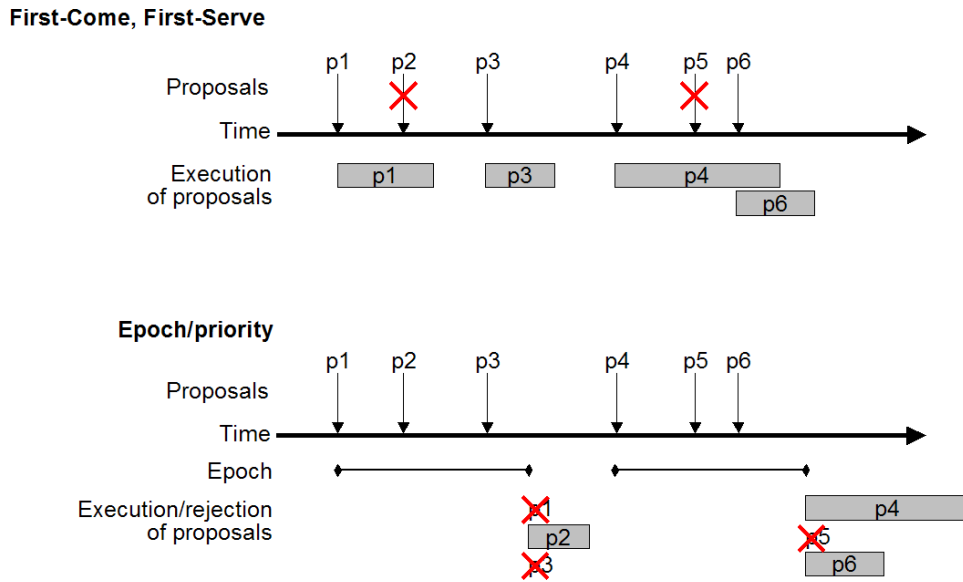 First-Come, First-Serve
p1 p2 p3 p4 p5 p6
Proposals
Time
Execution
of proposals
p1 p3 p4
p6
Epoch/priority
p1 p2 p3 p4 p5 p6
Proposals
Time
Epoch
Execution/rejection
of proposals
p1 p4
p2 p5
p3 p6